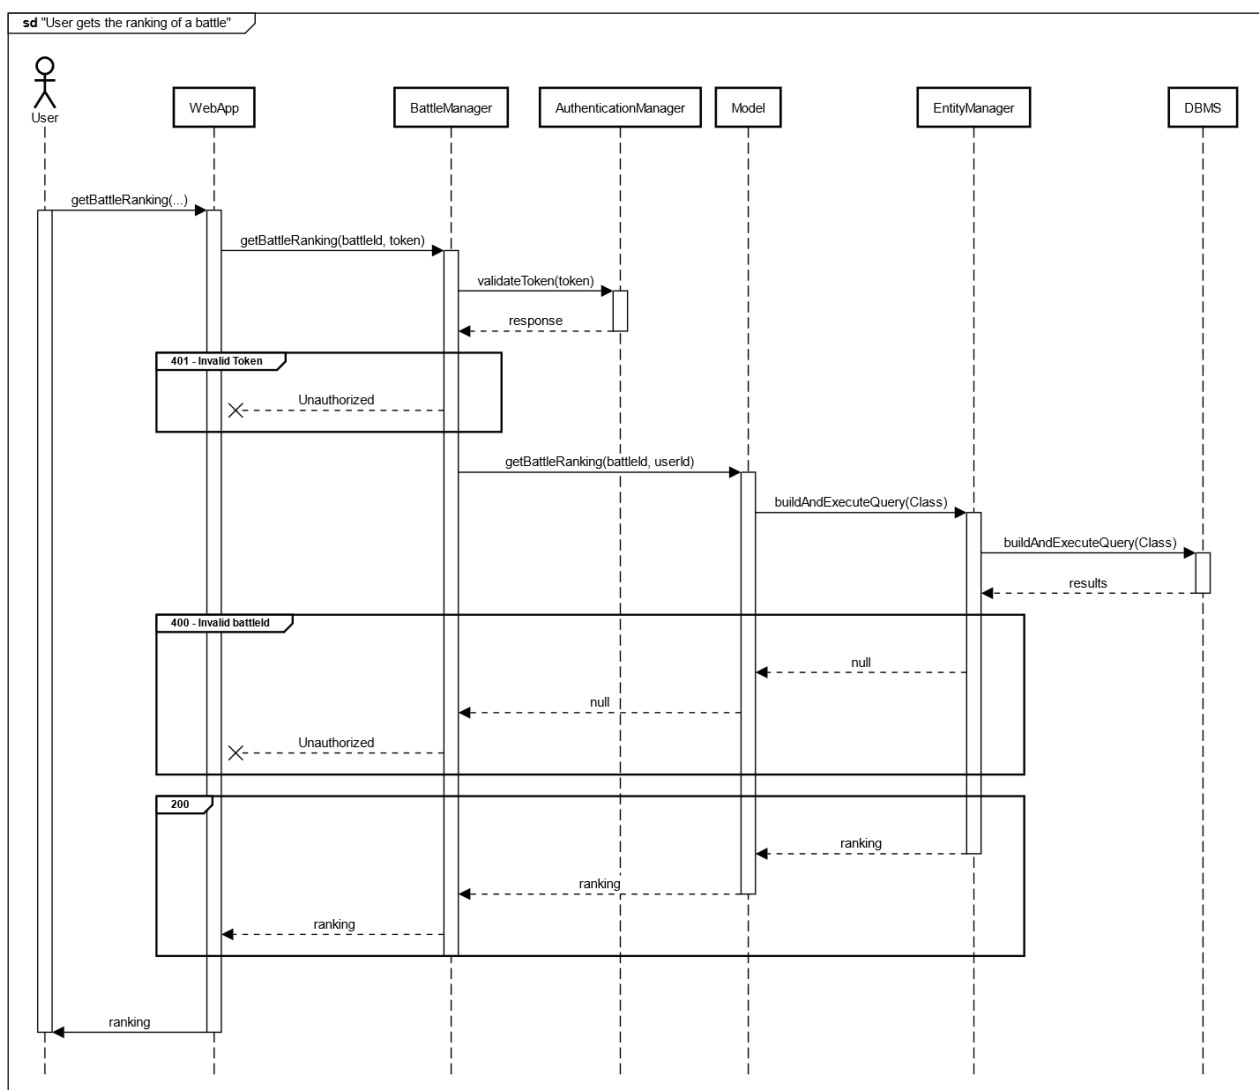 sd "User gets the ranking of a battle"
User
WebApp
BattleManager
AuthenticationManager
Model
EntityManager
DBMS
getBattleRanking(...)
getBattleRanking(battleId, token)
validateToken(token)
response
401 - Invalid Token
Unauthorized
getBattleRanking(battleId, userId)
buildAndExecuteQuery(Class)
buildAndExecuteQuery(Class)
results
400 - Invalid battleId
null
null
Unauthorized
200
ranking
ranking
ranking
ranking